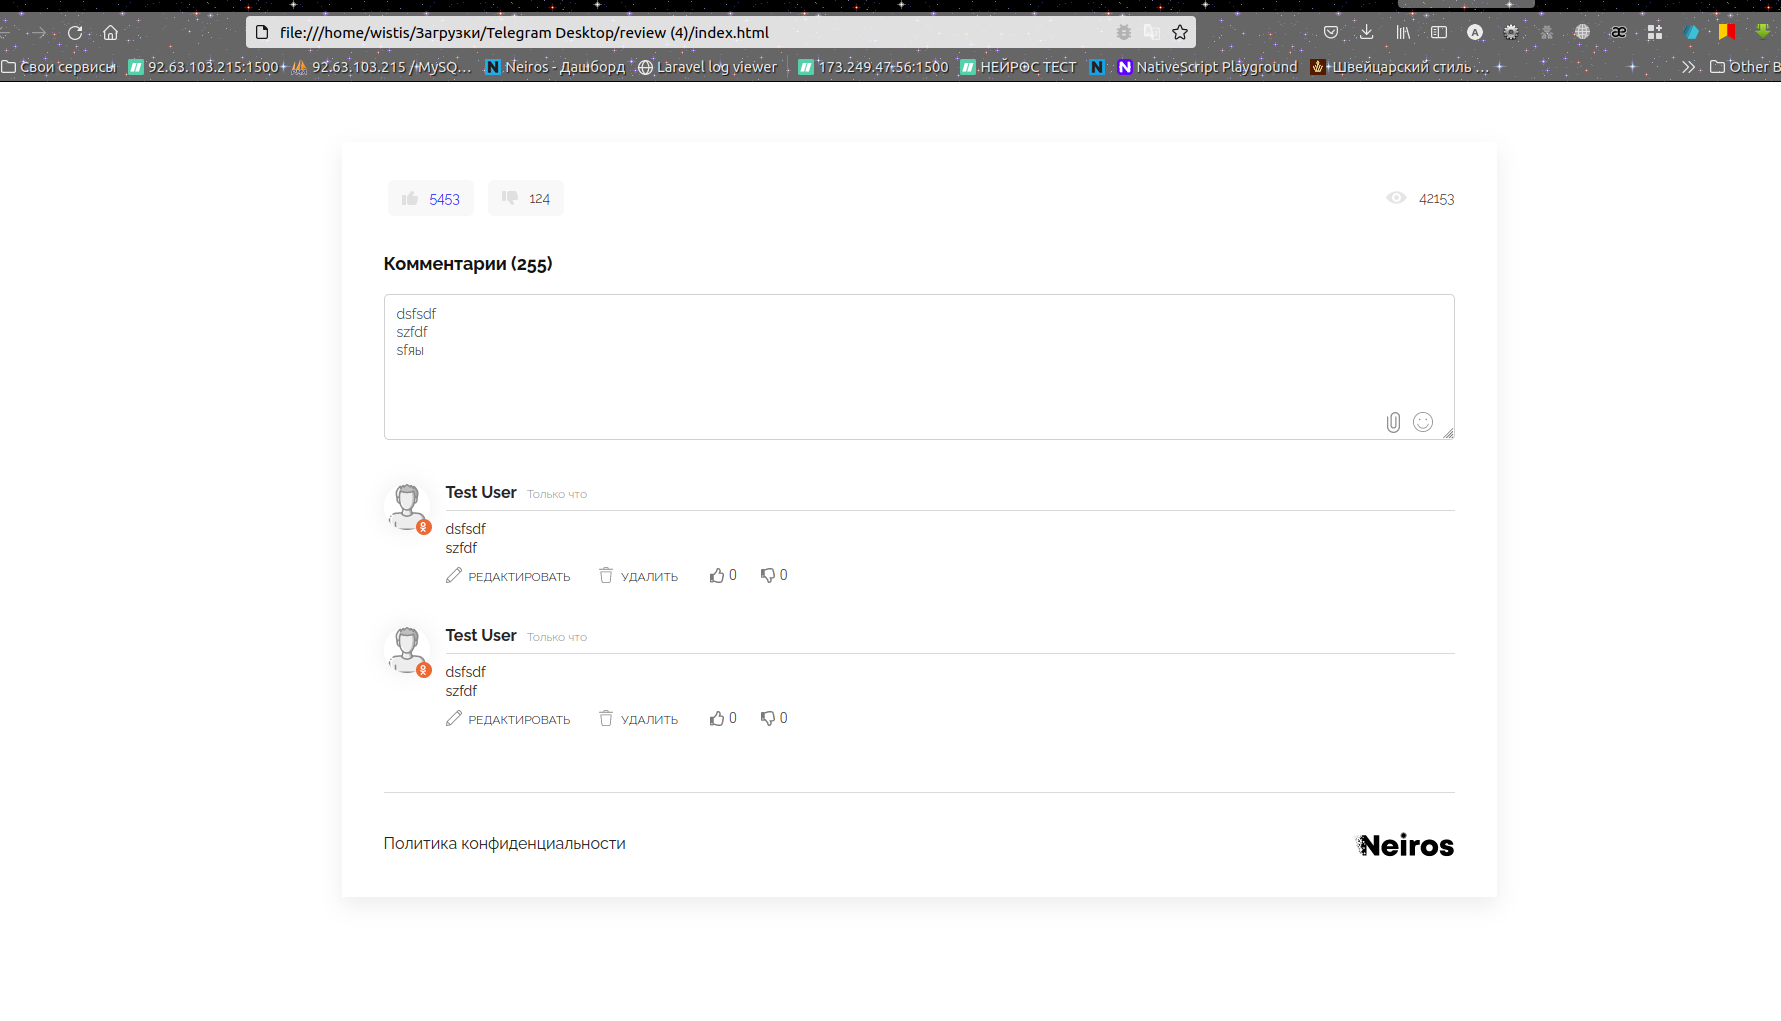 file:///home/wistis/Загрузки/Telegram Desktop/review (4)/index.html
Свои сервисы 92.63.103.215:1500 92.63.103.215 / MySQ… Neiros - Дашборд Laravel log viewer 173.249.47.56:1500 НЕЙРОС ТЕСТ NativeScript Playground Швейцарский стиль … Other B
5453 124 42153
Комментарии (255)
dsfsdf
szfdf
sfяы
Test User Только что
dsfsdf
szfdf
РЕДАКТИРОВАТЬ УДАЛИТЬ 0 0
Test User Только что
dsfsdf
szfdf
РЕДАКТИРОВАТЬ УДАЛИТЬ 0 0
Политика конфиденциальности Neiros